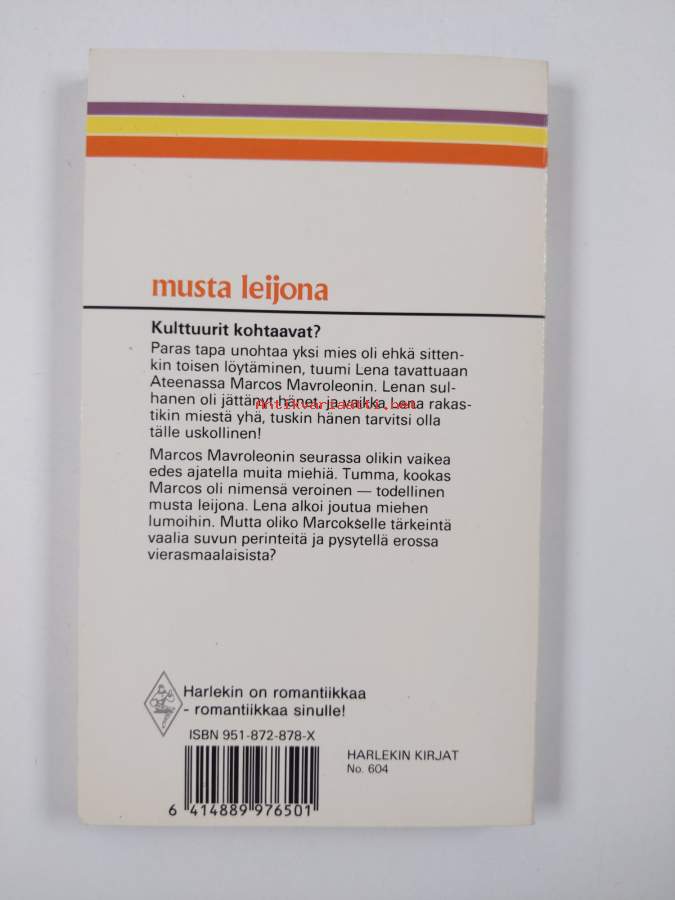 musta leijona
Kulttuurit kohtaavat?
Paras tapa unohtaa yksi mies oli ehkä sitten-
kin toisen löytäminen, tuumi Lena tavattuaan
Ateenassa Marcos Mavroleonin. Lenan sul-
hanen oli jättänyt hänet, ja vaikka Lena rakas-
Antikvariaatti.net
tikin miestä yhä, tuskin hänen tarvitsi olla
tälle uskollinen!
Marcos Mavroleonin seurassa olikin vaikea
edes ajatella muita miehiä. Tumma, kookas
Marcos oli nimensä veroinen — todellinen
musta leijona. Lena alkoi joutua miehen
lumoihin. Mutta oliko Marcokselle tärkeintä
vaalia suvun perinteitä ja pysytellä erossa
vierasmaalaisista?
Harlekin on romantiikkaa
- romantiikkaa sinulle!
ISBN 951-872-878-X
HARLEKIN KIRJAT
No. 604
6 414889 976501